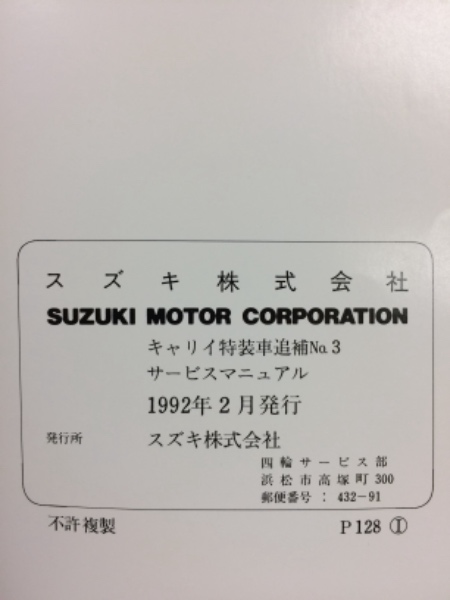 スズキ株式会社
SUZUKI MOTOR CORPORATION
キャリイ特装車追補No.3
サービスマニュアル
1992年2月発行
発行所 スズキ株式会社
四輪サービス部
浜松市高塚町300
郵便番号：432-91
不許複製 P128 Ⓘ